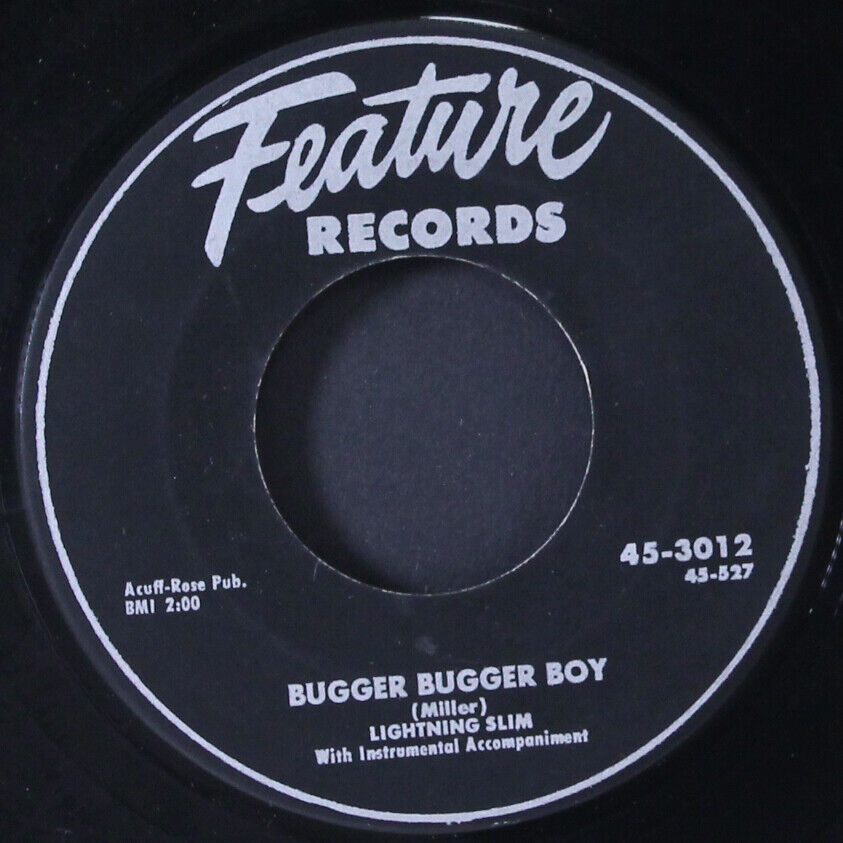 Feature
RECORDS
45-3012
45-527
Acuff-Rose Pub.
BMI 2:00
BUGGER BUGGER BOY
(Miller)
LIGHTNING SLIM
With Instrumental Accompaniment